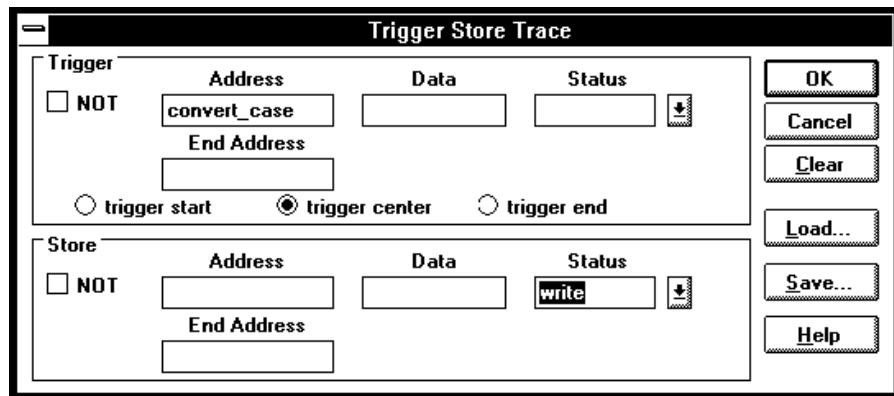 Trigger Store Trace
Trigger
Address Data Status
NOT convert_case
End Address
trigger start trigger center trigger end
Store
Address Data Status
NOT write
End Address
OK
Cancel
Clear
Load...
Save...
Help